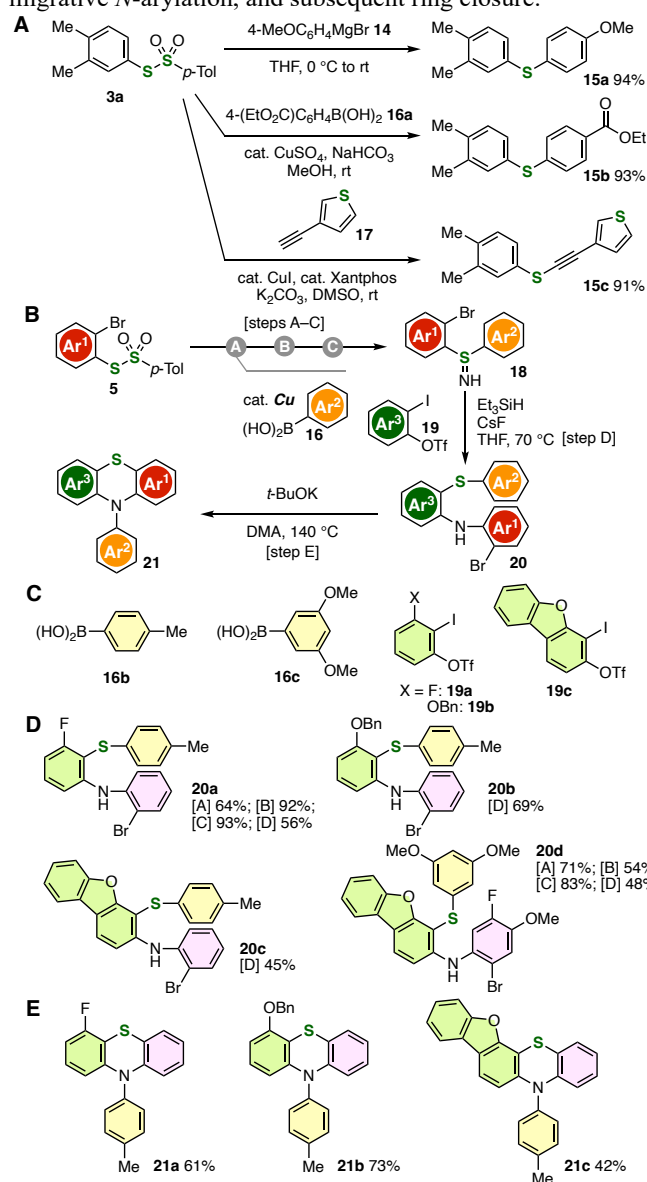 migrative N-arylation, and subsequent ring closure.
A
Me
Me
S
S
O
O
p-Tol
3a
4-MeOC6H4MgBr 14
THF, 0 °C to rt
Me
Me
S
OMe
15a 94%
4-(EtO2C)C6H4B(OH)2 16a
cat. CuSO4, NaHCO3
MeOH, rt
Me
Me
S
O
OEt
15b 93%
S
17
cat. CuI, cat. Xantphos
K2CO3, DMSO, rt
Me
Me
S
S
15c 91%
B
Br
Ar1
S
S
O
O
p-Tol
5
[steps A–C]
A
B
C
cat. Cu
(HO)2B
Ar2
16
Br
Ar1
Ar2
S
NH
18
I
Ar3
19
OTf
Et3SiH
CsF
THF, 70 °C [step D]
S
Ar2
Ar3
N
H
Ar1
Br
20
t-BuOK
DMA, 140 °C
[step E]
S
Ar3
Ar1
N
Ar2
21
C
(HO)2B
Me
16b
(HO)2B
OMe
OMe
16c
X
I
OTf
X = F: 19a
OBn: 19b
O
I
OTf
19c
D
F
S
Me
N
H
Br
20a
[A] 64%; [B] 92%;
[C] 93%; [D] 56%
OBn
S
Me
N
H
Br
20b
[D] 69%
O
S
Me
N
H
Br
20c
[D] 45%
MeO
OMe
O
S
F
OMe
N
H
Br
20d
[A] 71%; [B] 54%
[C] 83%; [D] 48%
E
F
S
N
Me
21a 61%
OBn
S
N
Me
21b 73%
O
S
N
Me
21c 42%